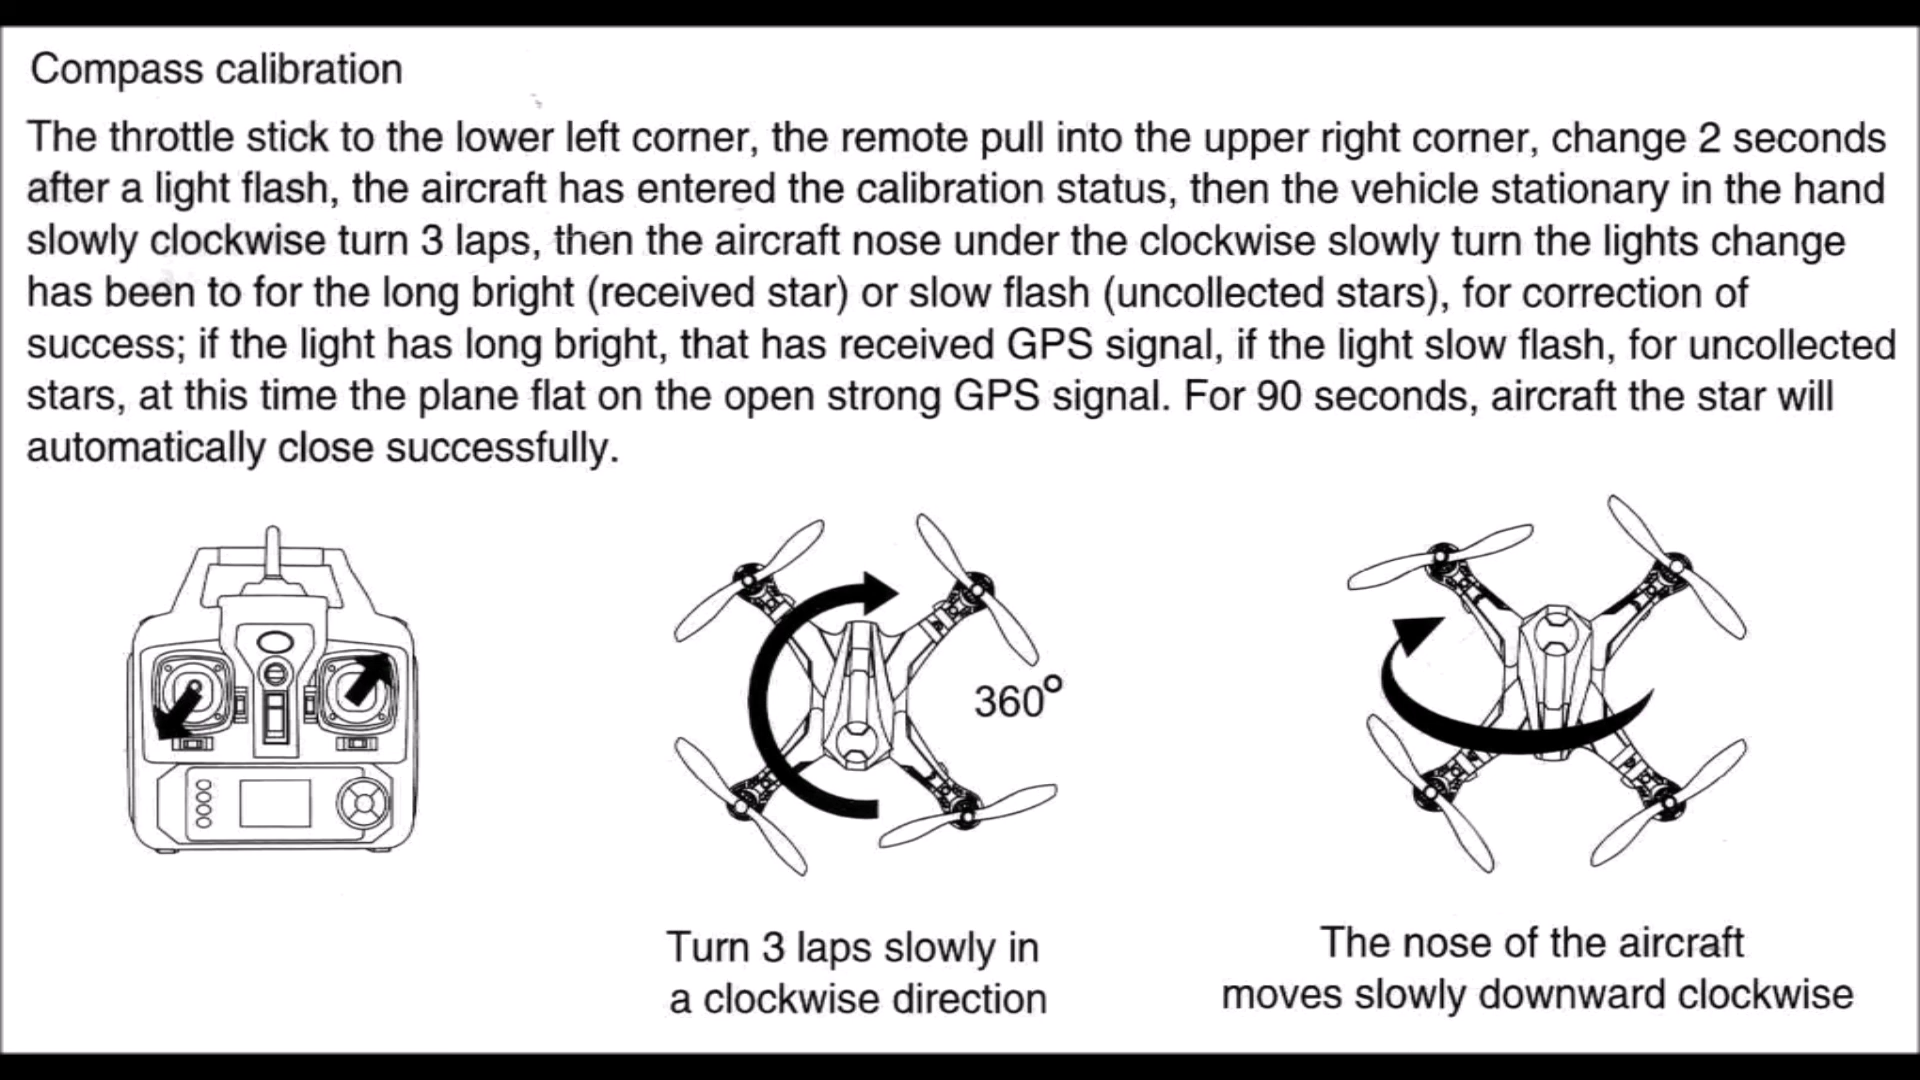 Compass calibration
The throttle stick to the lower left corner, the remote pull into the upper right corner, change 2 seconds
after a light flash, the aircraft has entered the calibration status, then the vehicle stationary in the hand
slowly clockwise turn 3 laps, then the aircraft nose under the clockwise slowly turn the lights change
has been to for the long bright (received star) or slow flash (uncollected stars), for correction of
success; if the light has long bright, that has received GPS signal, if the light slow flash, for uncollected
stars, at this time the plane flat on the open strong GPS signal. For 90 seconds, aircraft the star will
automatically close successfully.
360°
Turn 3 laps slowly in
a clockwise direction
The nose of the aircraft
moves slowly downward clockwise